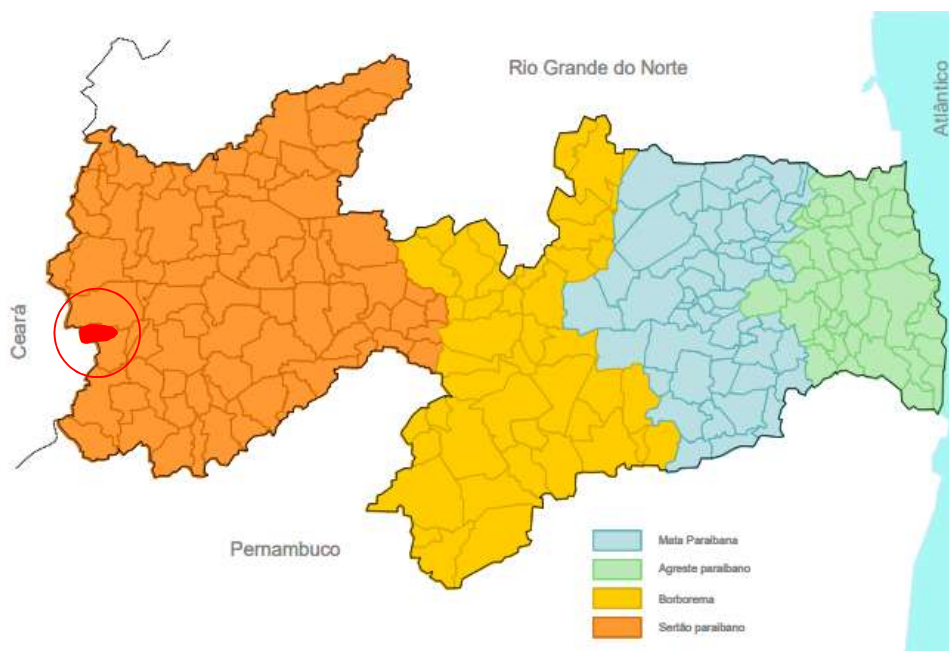 Rio Grande do Norte
Atlântico
Ceará
Pernambuco
Mata Paraibana
Agreste paraibano
Borborema
Sertão paraibano